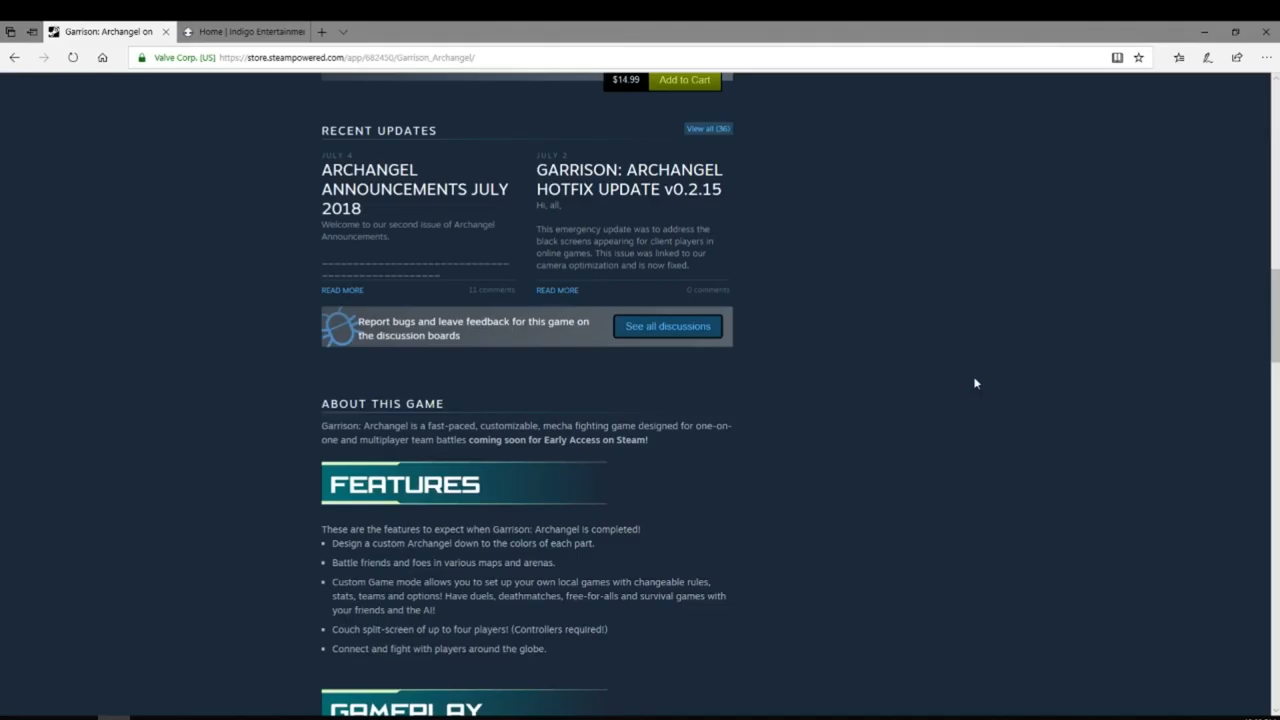 Garrison: Archangel on
Home | Indigo Entertainmer
Valve Corp. [US] https://store.steampowered.com/app/682450/Garrison_Archangel/
$14.99 Add to Cart
RECENT UPDATES
View all (36)
JULY 4
ARCHANGEL
ANNOUNCEMENTS JULY
2018
Welcome to our second issue of Archangel
Announcements.
READ MORE
11 comments
JULY 2
GARRISON: ARCHANGEL
HOTFIX UPDATE v0.2.15
Hi, all,
This emergency update was to address the
black screens appearing for client players in
online games. This issue was linked to our
camera optimization and is now fixed.
READ MORE
0 comments
Report bugs and leave feedback for this game on
the discussion boards
See all discussions
ABOUT THIS GAME
Garrison: Archangel is a fast-paced, customizable, mecha fighting game designed for one-on-
one and multiplayer team battles coming soon for Early Access on Steam!
FEATURES
These are the features to expect when Garrison: Archangel is completed!
• Design a custom Archangel down to the colors of each part.
• Battle friends and foes in various maps and arenas.
• Custom Game mode allows you to set up your own local games with changeable rules,
stats, teams and options! Have duels, deathmatches, free-for-alls and survival games with
your friends and the AI!
• Couch split-screen of up to four players! (Controllers required!)
• Connect and fight with players around the globe.
GAMEPLAY